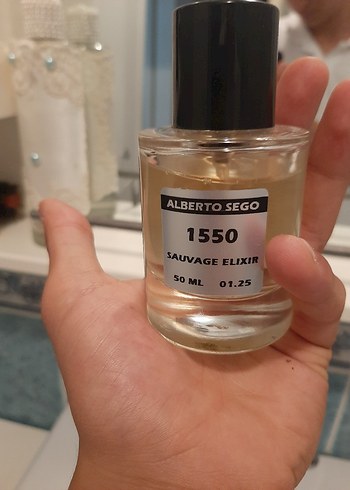 ALBERTO SEGO
1550
SAUVAGE ELIXIR
50 ML 01.25